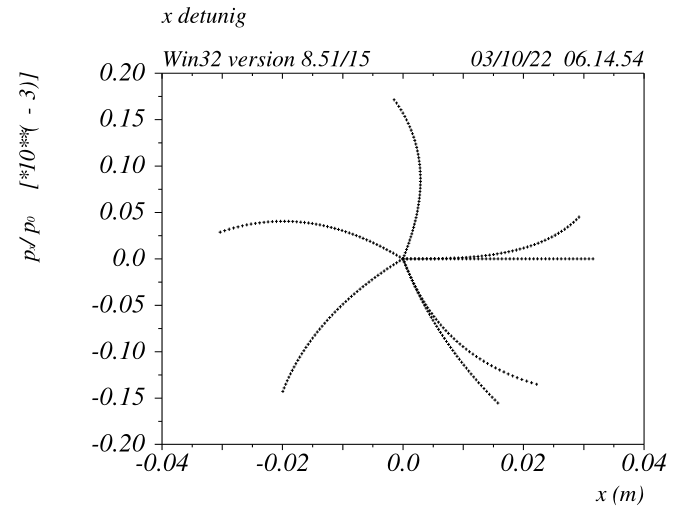 x detunig
Win32 version 8.51/15 03/10/22 06.14.54
pₓ/ p₀ [*10**( - 3)]
0.20
0.15
0.10
0.05
0.0
-0.05
-0.10
-0.15
-0.20
-0.04 -0.02 0.0 0.02 0.04
x (m)